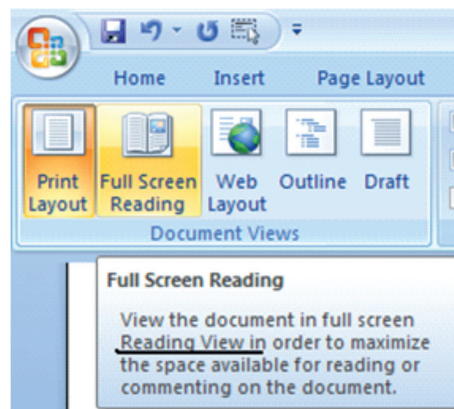 Home Insert Page Layout
Print Layout
Full Screen Reading
Web Layout
Outline
Draft
Document Views
Full Screen Reading
View the document in full screen
Reading View in order to maximize
the space available for reading or
commenting on the document.